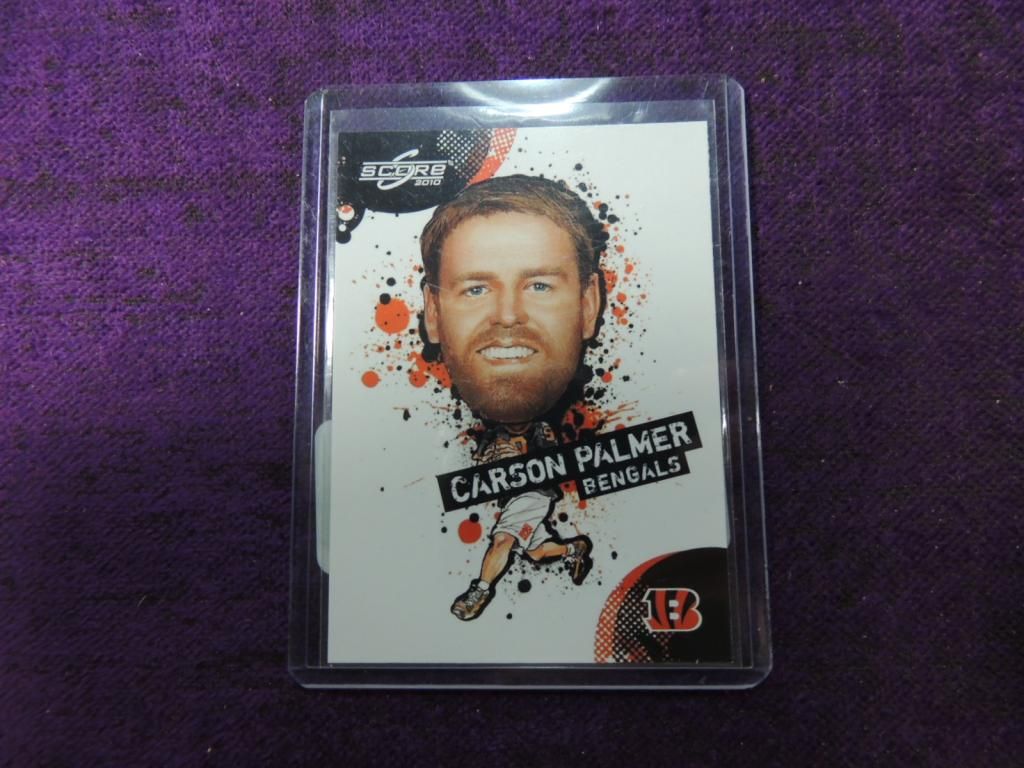 SCORE
2010
CARSON PALMER
BENGALS
B